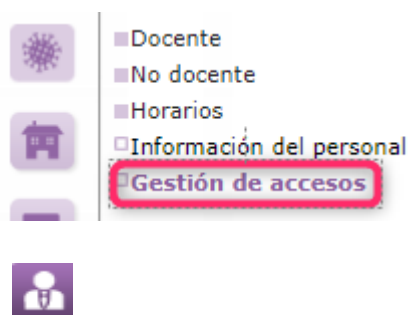 Docente
No docente
Horarios
Información del personal
Gestión de accesos